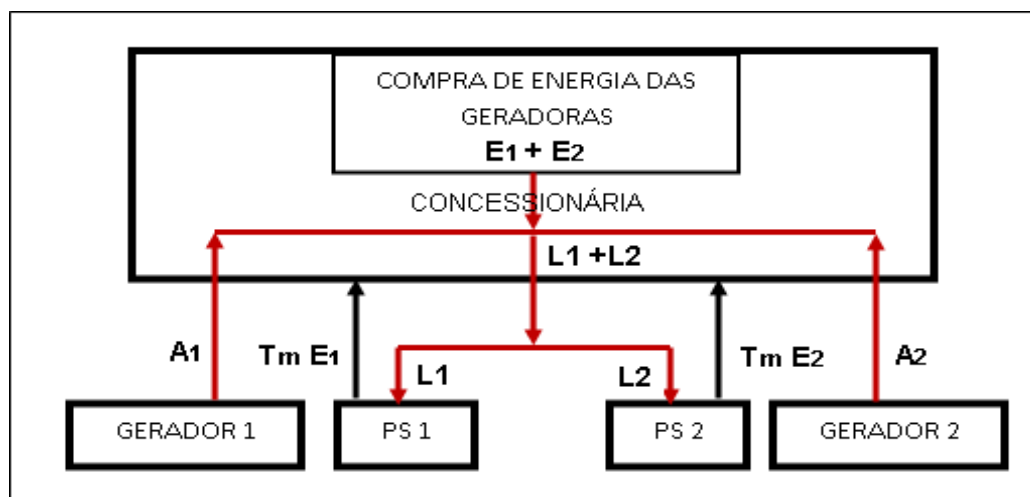 COMPRA DE ENERGIA DAS
GERADORAS
E1 + E2
CONCESSIONÁRIA
L1 +L2
A1
Tm E1
L1
L2
Tm E2
A2
GERADOR 1
PS 1
PS 2
GERADOR 2